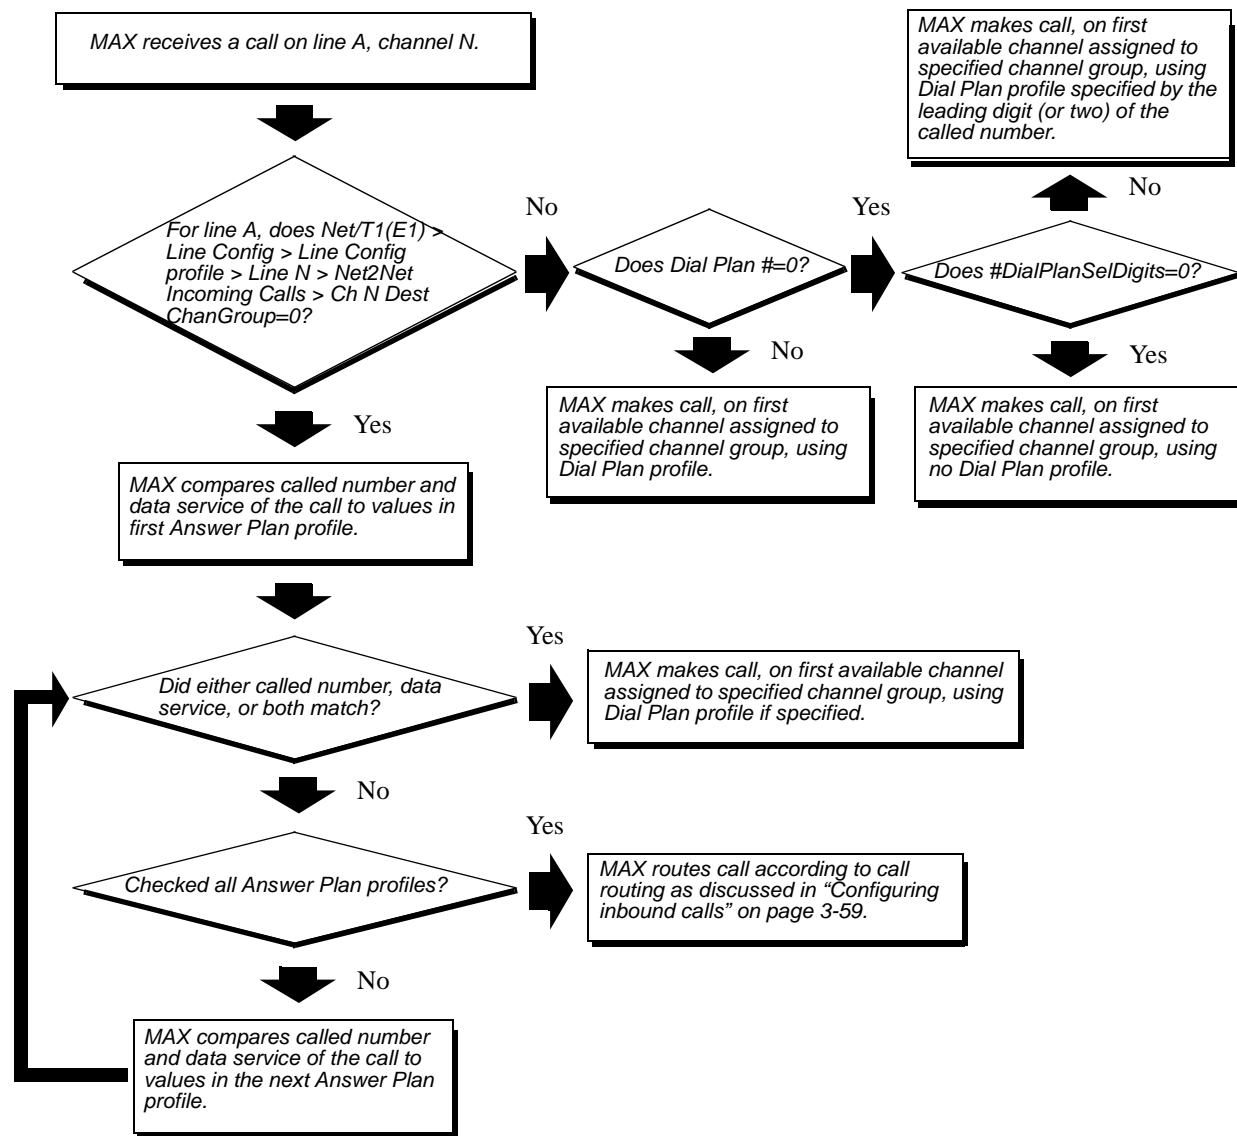 MAX receives a call on line A, channel N.
MAX makes call, on first
available channel assigned to
specified channel group, using
Dial Plan profile specified by the
leading digit (or two) of the
called number.
No
For line A, does Net/T1(E1) >
Line Config > Line Config
profile > Line N > Net2Net
Incoming Calls > Ch N Dest
ChanGroup=0?
No
Does Dial Plan #=0?
Yes
Does #DialPlanSelDigits=0?
No
Yes
MAX makes call, on first
available channel assigned to
specified channel group, using
Dial Plan profile.
MAX makes call, on first
available channel assigned to
specified channel group, using
no Dial Plan profile.
Yes
MAX compares called number and
data service of the call to values in
first Answer Plan profile.
Did either called number, data
service, or both match?
Yes
MAX makes call, on first available channel
assigned to specified channel group, using
Dial Plan profile if specified.
No
Checked all Answer Plan profiles?
Yes
MAX routes call according to call
routing as discussed in “Configuring
inbound calls” on page 3-59.
No
MAX compares called number
and data service of the call to
values in the next Answer Plan
profile.